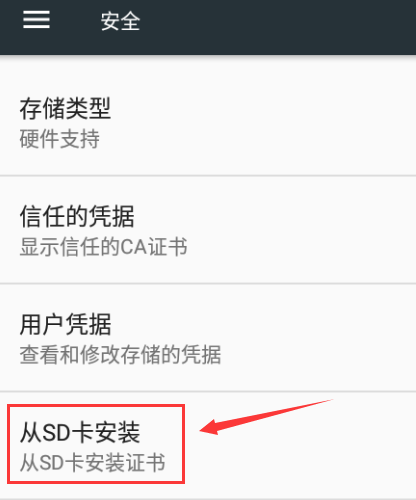 安全
存储类型
硬件支持
信任的凭据
显示信任的CA证书
用户凭据
查看和修改存储的凭据
从SD卡安装
从SD卡安装证书